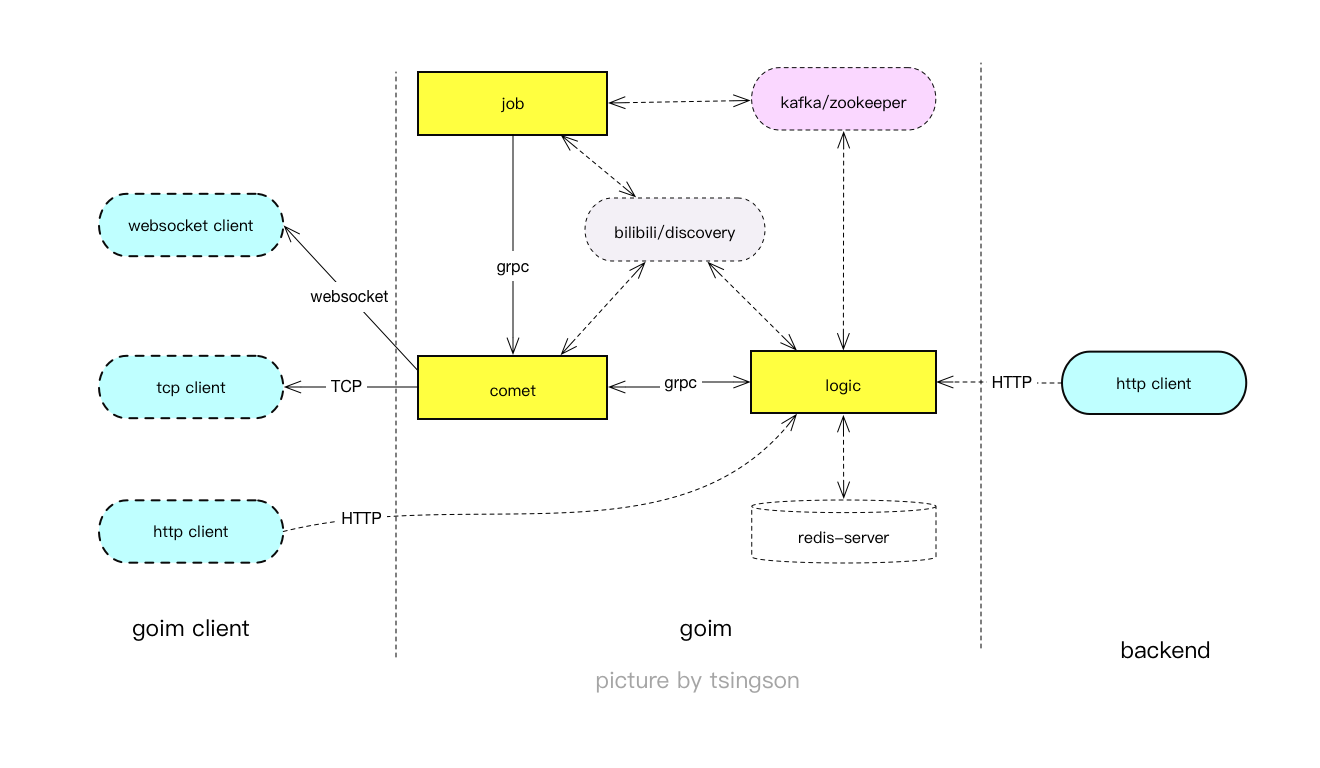 job
kafka/zookeeper
websocket client
bilibili/discovery
grpc
websocket
tcp client
TCP
comet
grpc
logic
HTTP
http client
http client
HTTP
redis-server
goim client
goim
backend
picture by tsingson